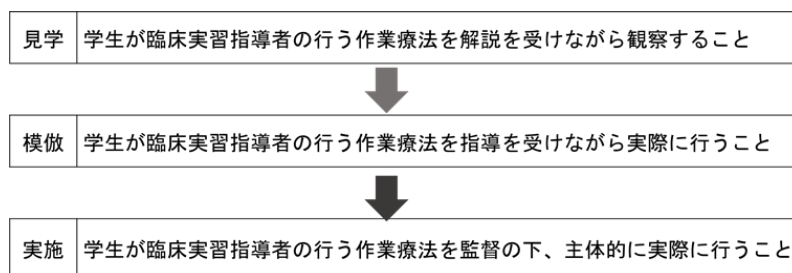 見学 学生が臨床実習指導者の行う作業療法を解説を受けながら観察すること
模倣 学生が臨床実習指導者の行う作業療法を指導を受けながら実際に行うこと
実施 学生が臨床実習指導者の行う作業療法を監督の下、主体的に実際に行うこと